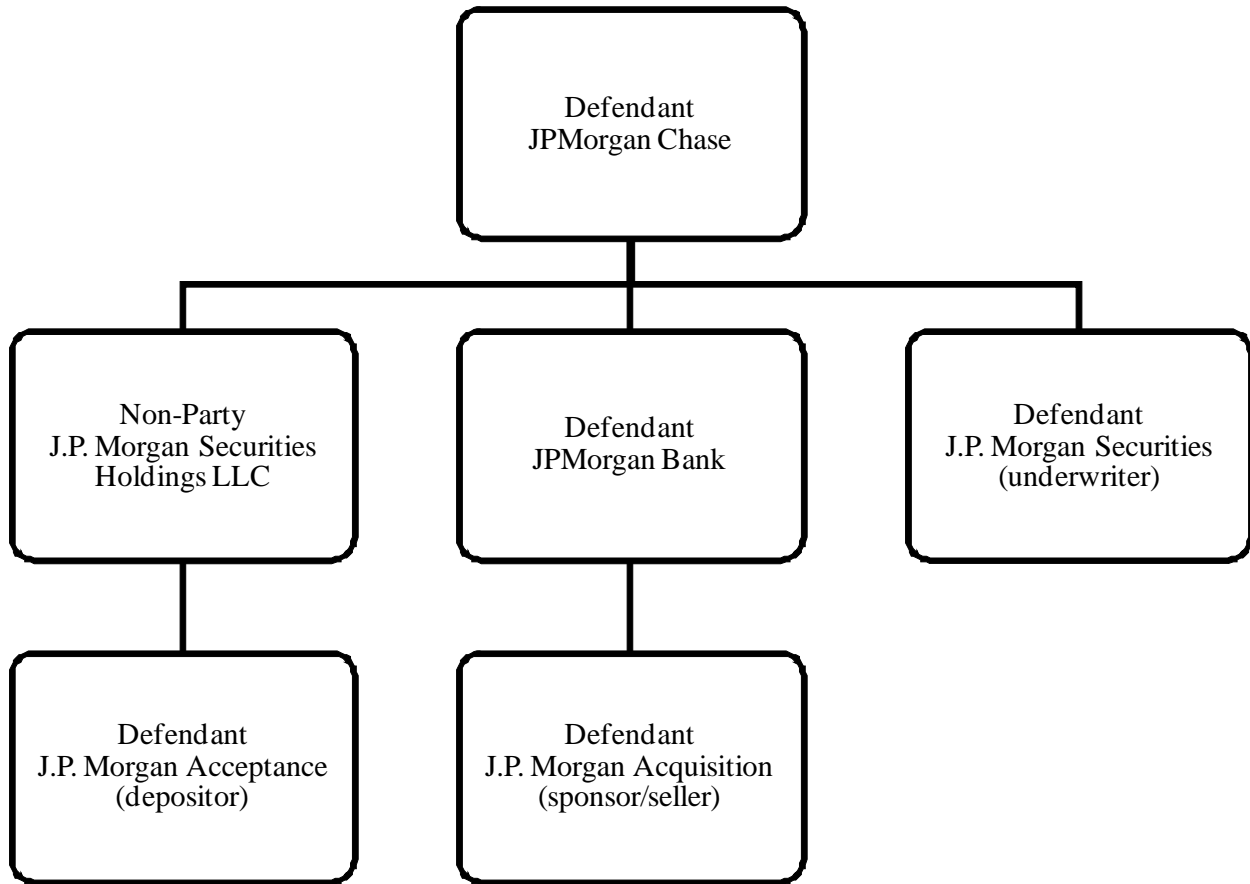 Defendant
JPMorgan Chase
Non-Party
J.P. Morgan Securities
Holdings LLC
Defendant
JPMorgan Bank
Defendant
J.P. Morgan Securities
(underwriter)
Defendant
J.P. Morgan Acceptance
(depositor)
Defendant
J.P. Morgan Acquisition
(sponsor/seller)